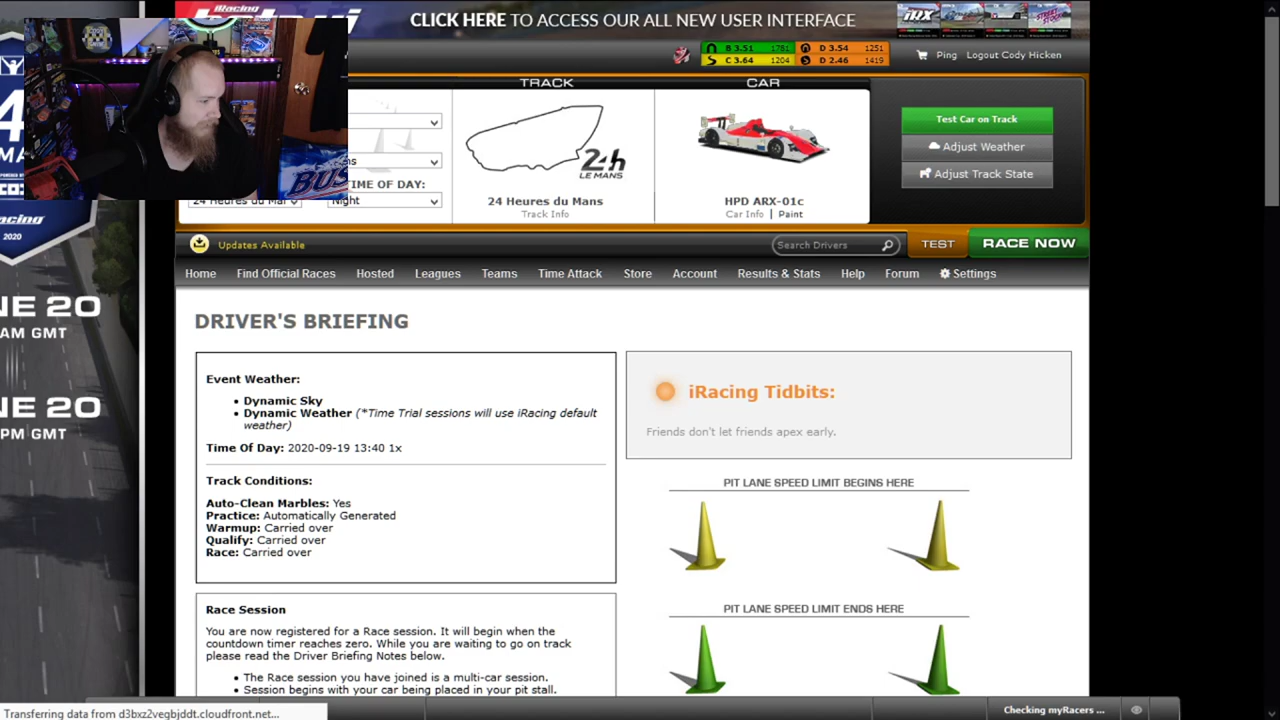 iRacing
CLICK HERE TO ACCESS OUR ALL NEW USER INTERFACE
B 3.51 1781
D 3.54 1251
C 3.64 1204
D 2.46 1419
Ping
Logout Cody Hicken
TRACK
CAR
24h
LE MANS
TIME OF DAY:
Night
24 Heures du Mans
Track Info
HPD ARX-01c
Car Info | Paint
Test Car on Track
Adjust Weather
Adjust Track State
Updates Available
Search Drivers
TEST
RACE NOW
Home
Find Official Races
Hosted
Leagues
Teams
Time Attack
Store
Account
Results & Stats
Help
Forum
Settings
DRIVER'S BRIEFING
Event Weather:
• Dynamic Sky
• Dynamic Weather (*Time Trial sessions will use iRacing default
weather)
Time Of Day: 2020-09-19 13:40 1x
Track Conditions:
Auto-Clean Marbles: Yes
Practice: Automatically Generated
Warmup: Carried over
Qualify: Carried over
Race: Carried over
Race Session
You are now registered for a Race session. It will begin when the
countdown timer reaches zero. While you are waiting to go on track
please read the Driver Briefing Notes below.
• The Race session you have joined is a multi-car session.
• Session begins with your car being placed in your pit stall.
iRacing Tidbits:
Friends don't let friends apex early.
PIT LANE SPEED LIMIT BEGINS HERE
PIT LANE SPEED LIMIT ENDS HERE
Racing
2020
NE 20
AM GMT
NE 20
PM GMT
BUS
Transferring data from d3bxz2vegbjddt.cloudfront.net...
Checking myRacers ...